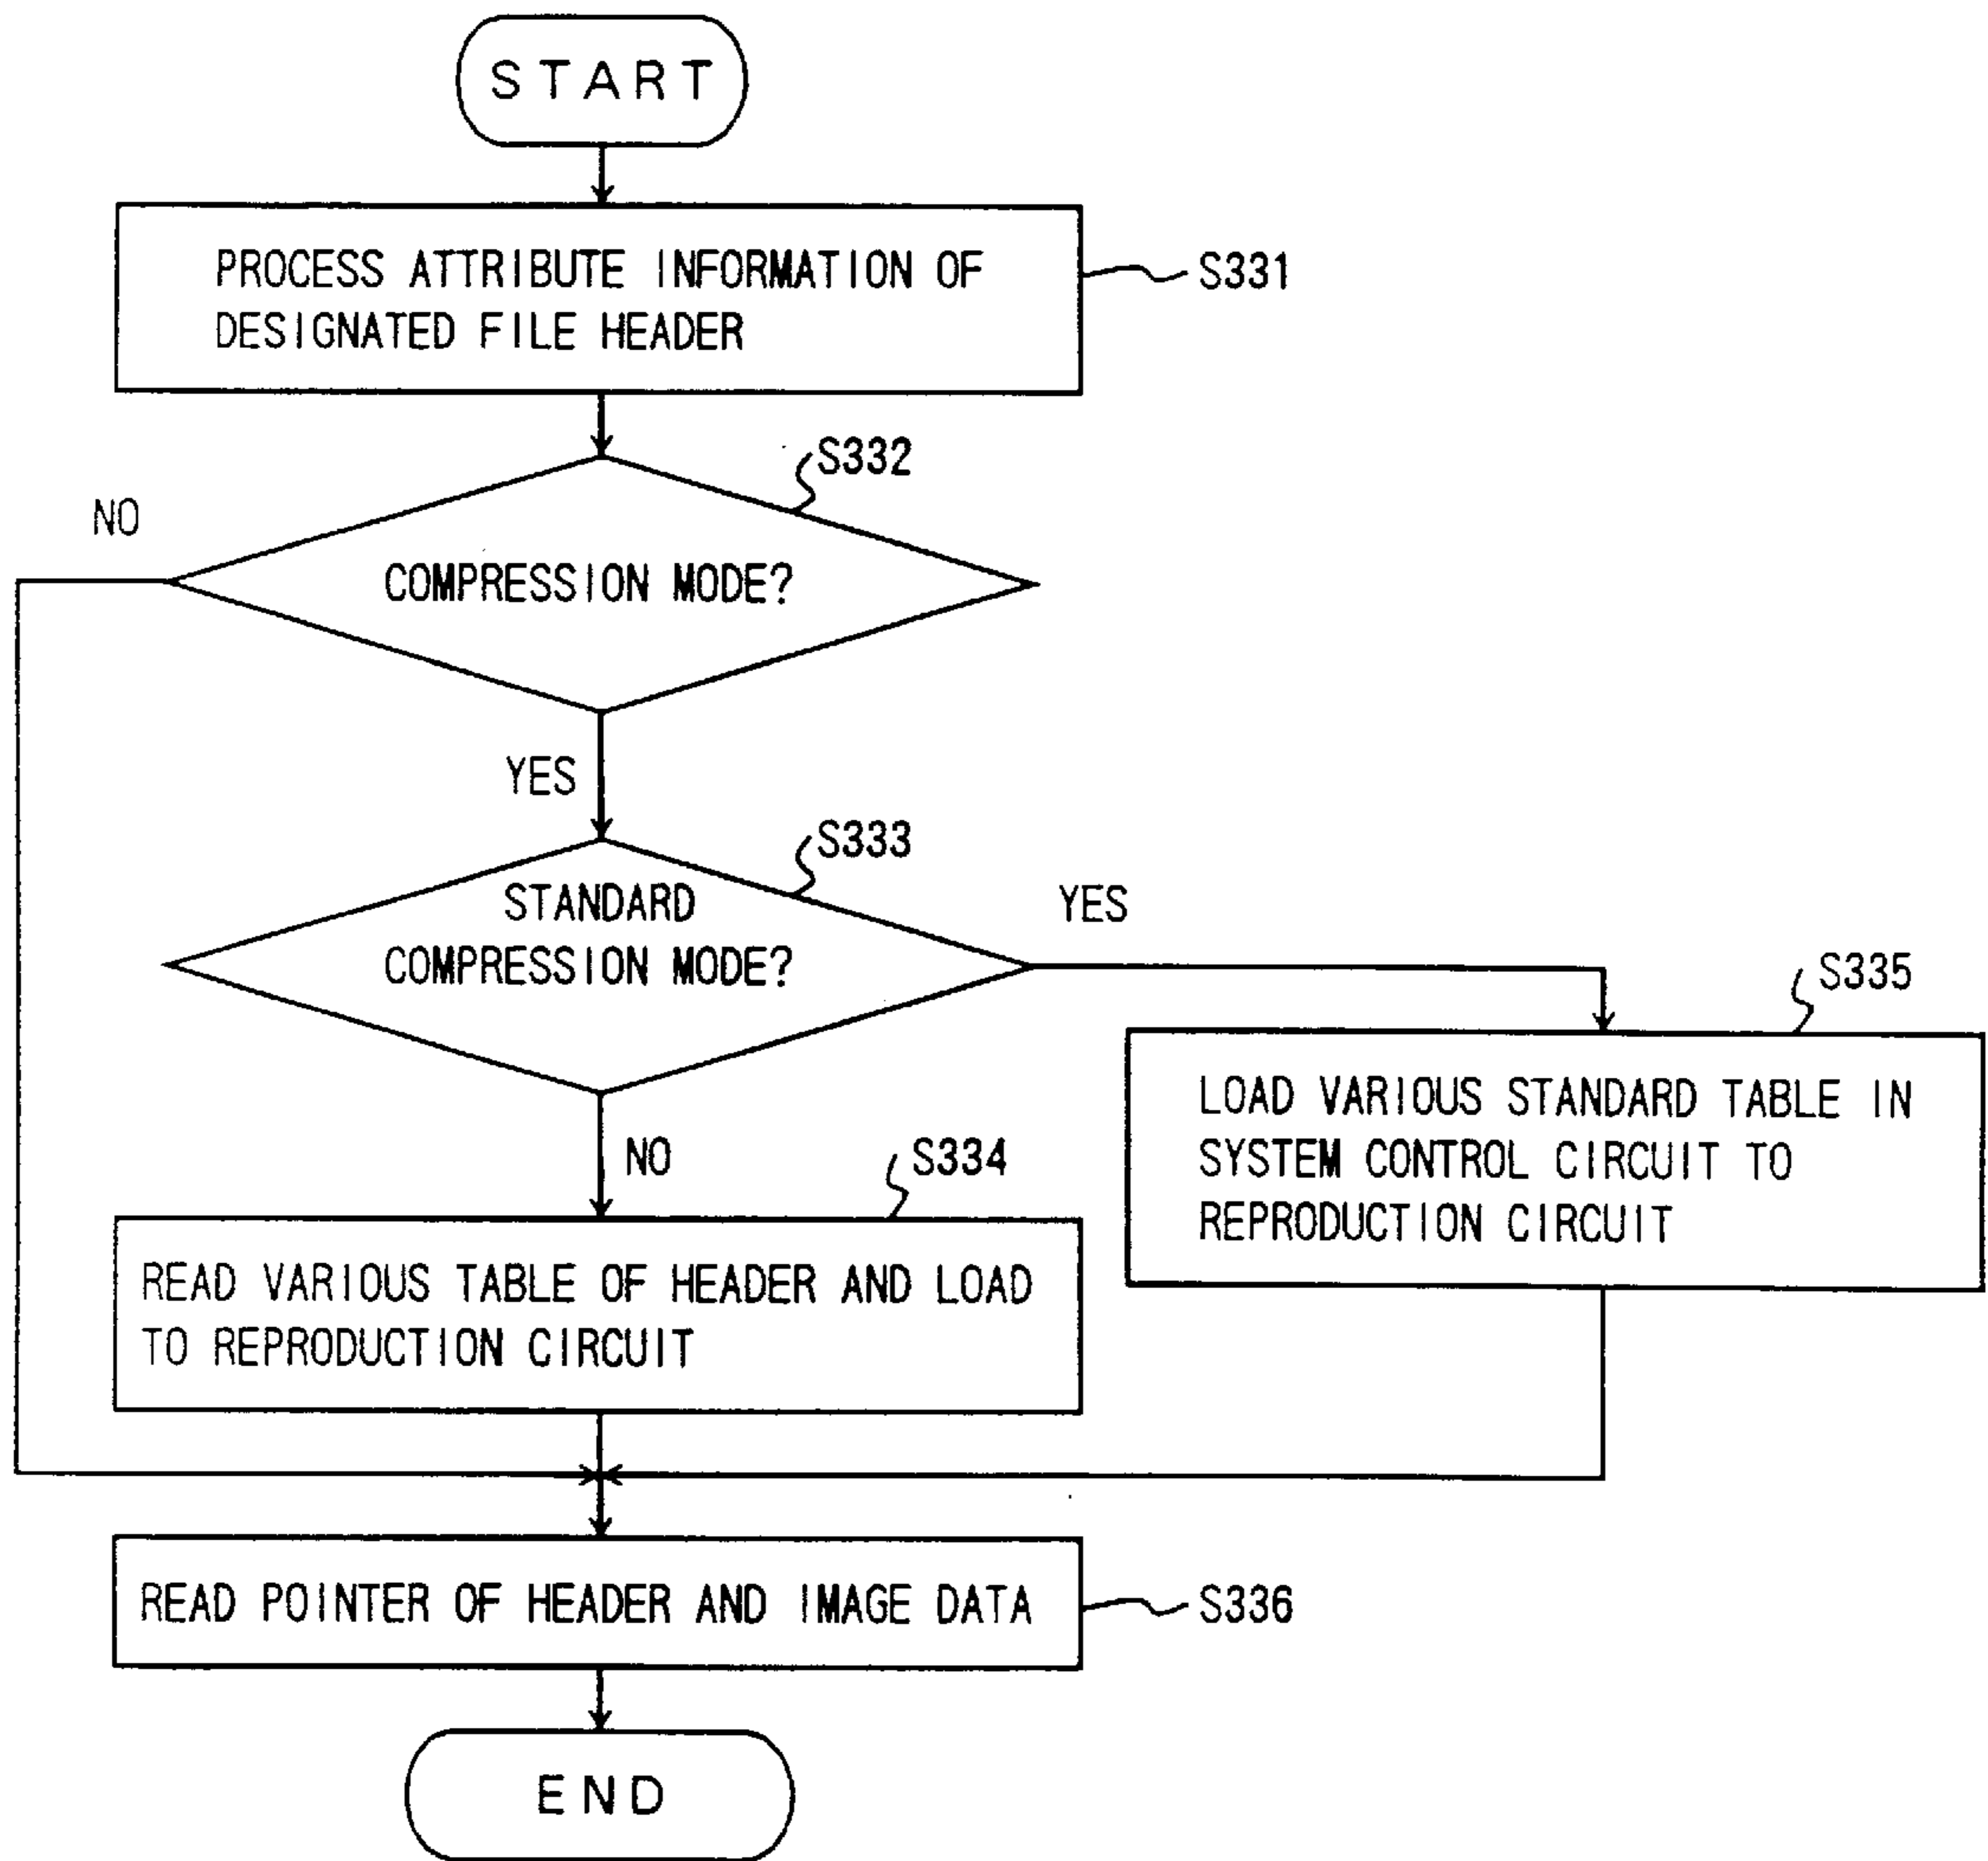 START
PROCESS ATTRIBUTE INFORMATION OF
DESIGNATED FILE HEADER
S331
S332
NO
COMPRESSION MODE?
YES
S333
STANDARD
COMPRESSION MODE?
YES
S335
LOAD VARIOUS STANDARD TABLE IN
SYSTEM CONTROL CIRCUIT TO
REPRODUCTION CIRCUIT
NO
S334
READ VARIOUS TABLE OF HEADER AND LOAD
TO REPRODUCTION CIRCUIT
READ POINTER OF HEADER AND IMAGE DATA
S336
END